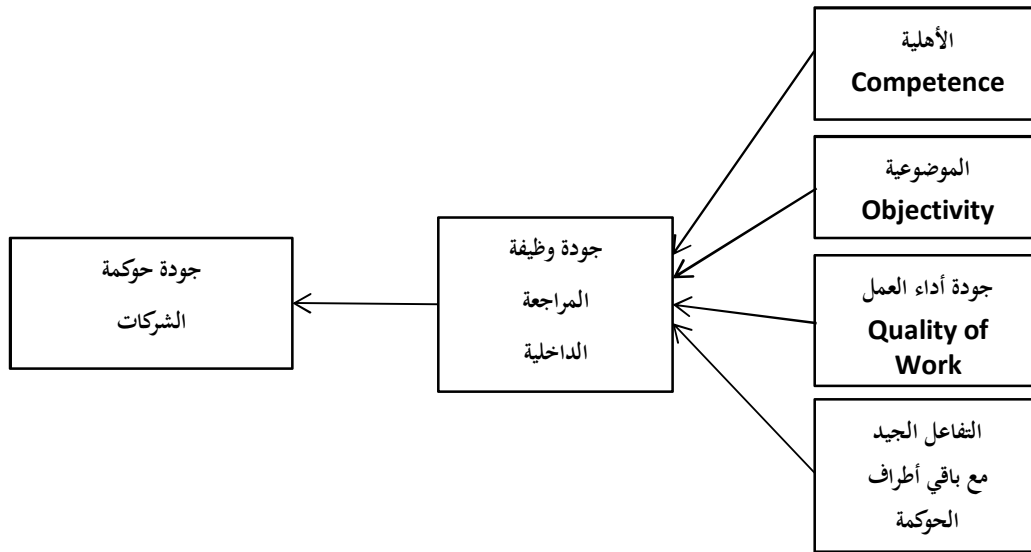 الأهلية
Competence
الموضوعية
Objectivity
جودة أداء العمل
Quality of
Work
التفاعل الجيد
مع باقي أطراف
الحوكمة
جودة وظيفة
المراجعة
الداخلية
جودة حوكمة
الشركات